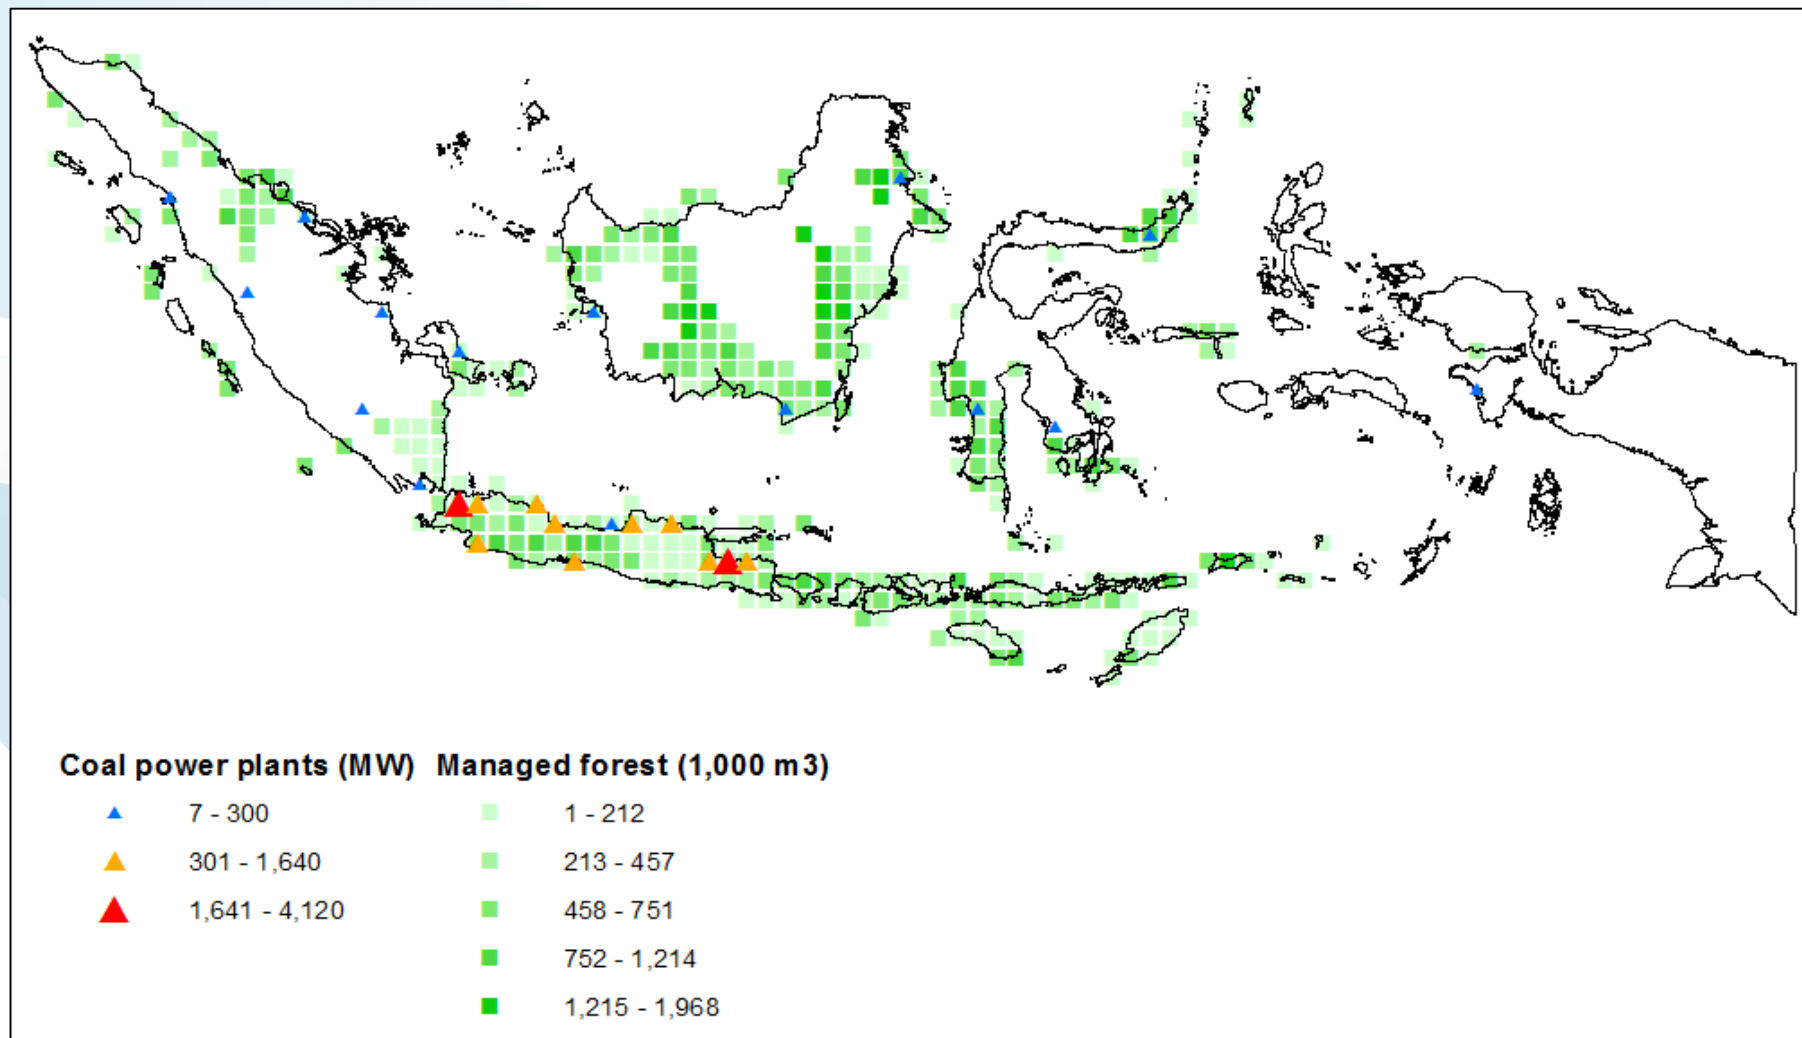 Coal power plants (MW) Managed forest (1,000 m3)
7 - 300 1 - 212
301 - 1,640 213 - 457
1,641 - 4,120 458 - 751
752 - 1,214
1,215 - 1,968